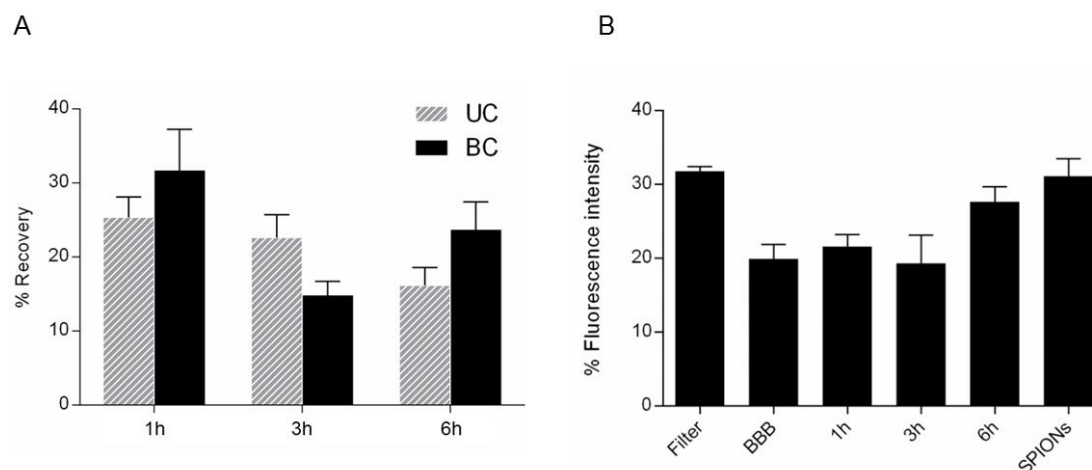 A
% Recovery
40
30
20
10
0
UC
BC
1h 3h 6h
B
% Fluorescence intensity
40
30
20
10
0
Filter BBB 1h 3h 6h SPIONs